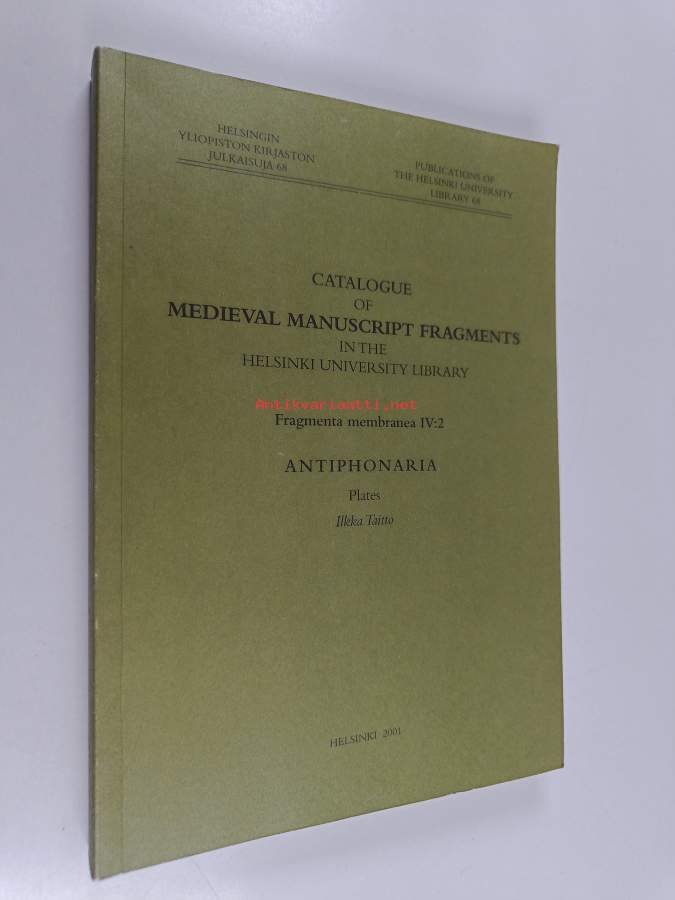 HELSINGIN
YLIOPISTON KIRJASTON
JULKAISUJA 68
PUBLICATIONS OF
THE HELSINKI UNIVERSITY
LIBRARY 68
CATALOGUE
OF
MEDIEVAL MANUSCRIPT FRAGMENTS
IN THE
HELSINKI UNIVERSITY LIBRARY
Antikvariaatti.net
Fragmenta membranea IV:2
ANTIPHONARIA
Plates
Ilkka Taitto
HELSINKI 2001